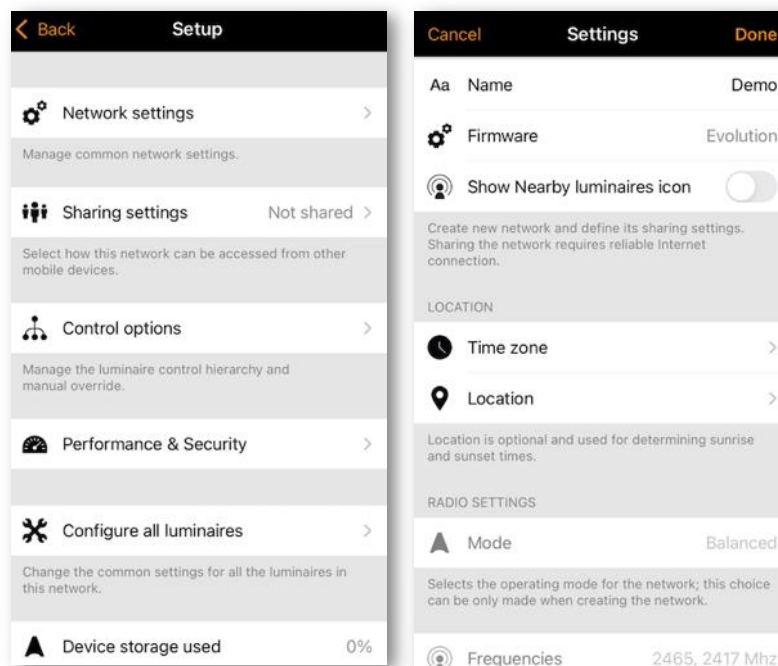 Back
Setup
Network settings
Manage common network settings.
Sharing settings Not shared
Select how this network can be accessed from other
mobile devices.
Control options
Manage the luminaire control hierarchy and
manual override.
Performance & Security
Configure all luminaires
Change the common settings for all the luminaires in
this network.
Device storage used 0%
Cancel Settings Done
Aa Name Demo
Firmware Evolution
Show Nearby luminaires icon
Create new network and define its sharing settings.
Sharing the network requires reliable Internet
connection.
LOCATION
Time zone
Location
Location is optional and used for determining sunrise
and sunset times.
RADIO SETTINGS
Mode Balanced
Selects the operating mode for the network; this choice
can be only made when creating the network.
Frequencies 2465, 2417 Mhz